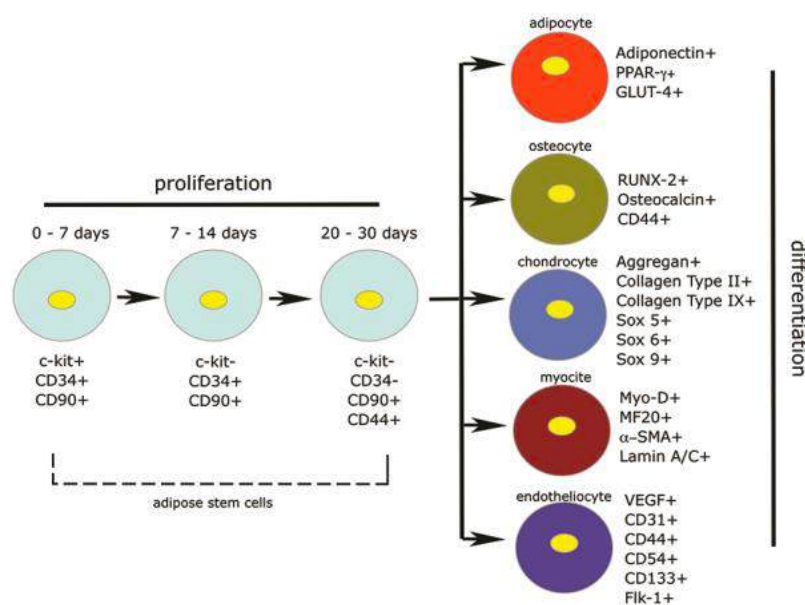 proliferation
0 - 7 days
7 - 14 days
20 - 30 days
c-kit+
CD34+
CD90+
c-kit-
CD34+
CD90+
c-kit-
CD34-
CD90+
CD44+
adipose stem cells
adipocyte
Adiponectin+
PPAR-γ+
GLUT-4+
osteocyte
RUNX-2+
Osteocalcin+
CD44+
chondrocyte
Aggregan+
Collagen Type II+
Collagen Type IX+
Sox 5+
Sox 6+
Sox 9+
myocite
Myo-D+
MF20+
α-SMA+
Lamin A/C+
endotheliocyte
VEGF+
CD31+
CD44+
CD54+
CD133+
Flk-1+
differentiation